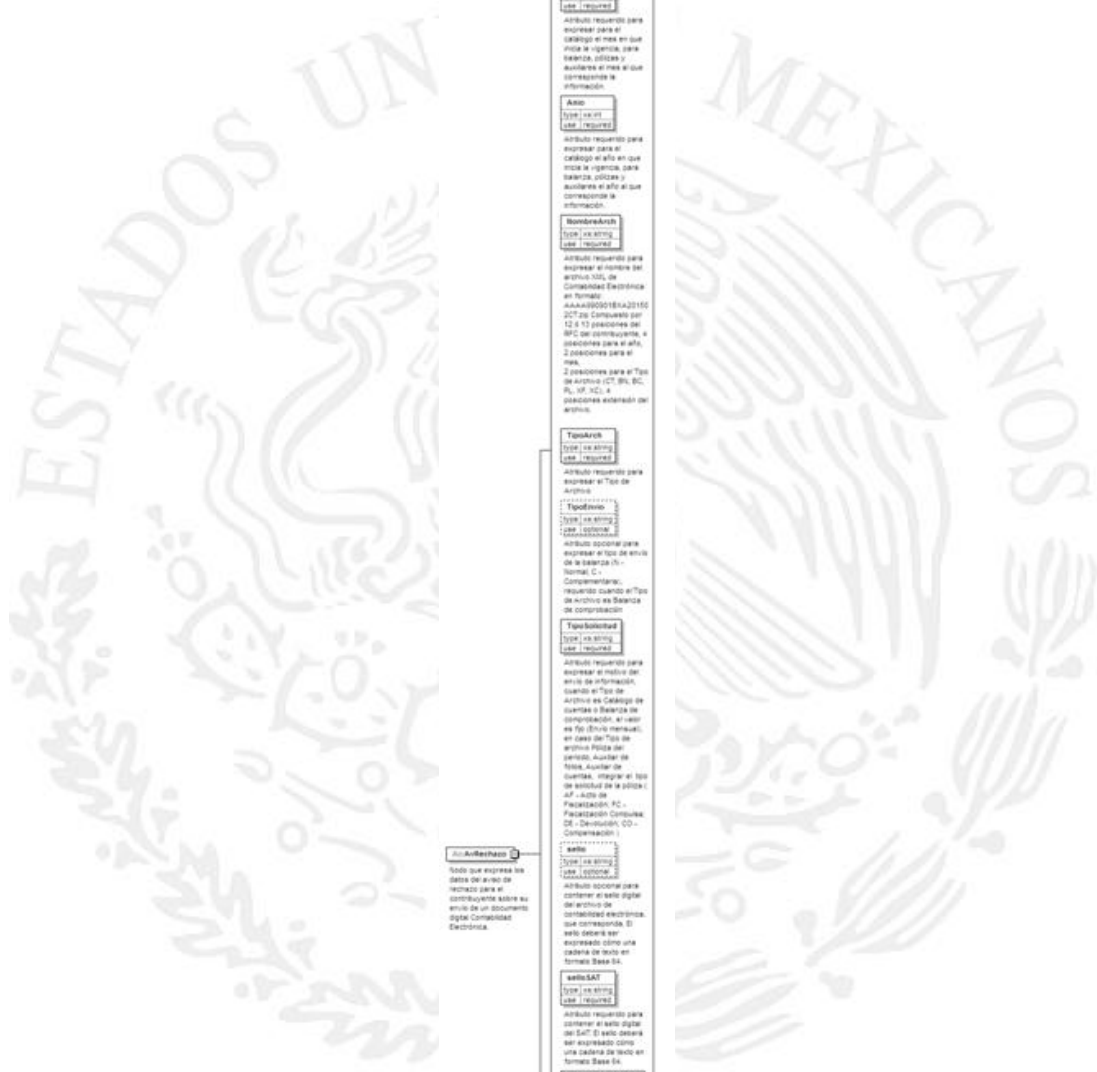 use required
Atributo requerido para
expresar para el
catálogo el mes en que
inicia la vigencia, para
balanza, pólizas y
auxiliares el mes al que
corresponde la
información.
Anio
type xs:int
use required
Atributo requerido para
expresar para el
catálogo el año en que
inicia la vigencia, para
balanza, pólizas y
auxiliares el año al que
corresponde la
información.
NombreArch
type xs:string
use required
Atributo requerido para
expresar el nombre del
archivo XML de
Contabilidad Electrónica
en formato:
2CT.zip Compuesto por
12 ó 13 posiciones del
RFC del contribuyente, 4
posiciones para el año,
2 posiciones para el
mes,
2 posiciones para el Tipo
de Archivo (CT, BN, BC,
PL, XF, XC), 4
posiciones extensión del
archivo.
TipoArch
type xs:string
use required
Atributo requerido para
expresar el Tipo de
Archivo
TipoEnvio
type xs:string
use optional
Atributo opcional para
expresar el tipo de envío
de la balanza (N -
Normal; C -
Complementaria),
requerido cuando el Tipo
de Archivo es Balanza
de comprobación
TipoSolicitud
type xs:string
use required
Atributo requerido para
expresar el motivo del
envío de información,
cuando el Tipo de
Archivo es Catálogo de
cuentas o Balanza de
comprobación, el valor
es fijo (Envío mensual),
en caso del Tipo de
archivo Póliza del
periodo, Auxiliar de
folios, Auxiliar de
cuentas, integrar el tipo
de solicitud de la póliza (
AF - Acto de
Fiscalización; FC -
Fiscalización Compulsa;
DE - Devolución; CO -
Compensación )
AvRechazo
Nodo que expresa los
datos del aviso de
rechazo para el
contribuyente sobre su
envío de un documento
digital Contabilidad
Electrónica.
sello
type xs:string
use optional
Atributo opcional para
contener el sello digital
del archivo de
contabilidad electrónica,
que corresponda. El
sello deberá ser
expresado cómo una
cadena de texto en
formato Base 64.
selloSAT
type xs:string
use required
Atributo requerido para
contener el sello digital
del SAT. El sello deberá
ser expresado cómo
una cadena de texto en
formato Base 64.
ESTADOS UN
MEXICANOS